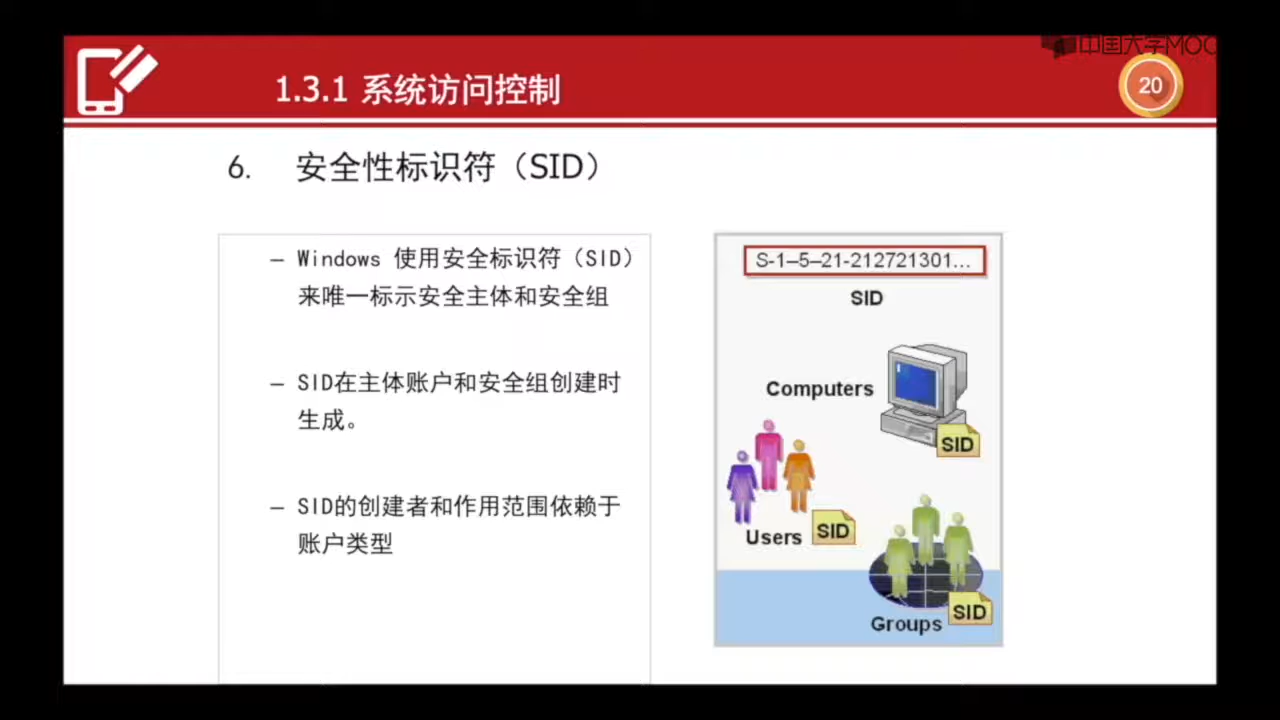 中国大学MOOC
1.3.1 系统访问控制
20
6. 安全性标识符（SID）
– Windows 使用安全标识符（SID）
来唯一标示安全主体和安全组
– SID在主体账户和安全组创建时
生成。
– SID的创建者和作用范围依赖于
账户类型
S-1–5–21-212721301...
SID
Computers
SID
Users
SID
Groups
SID